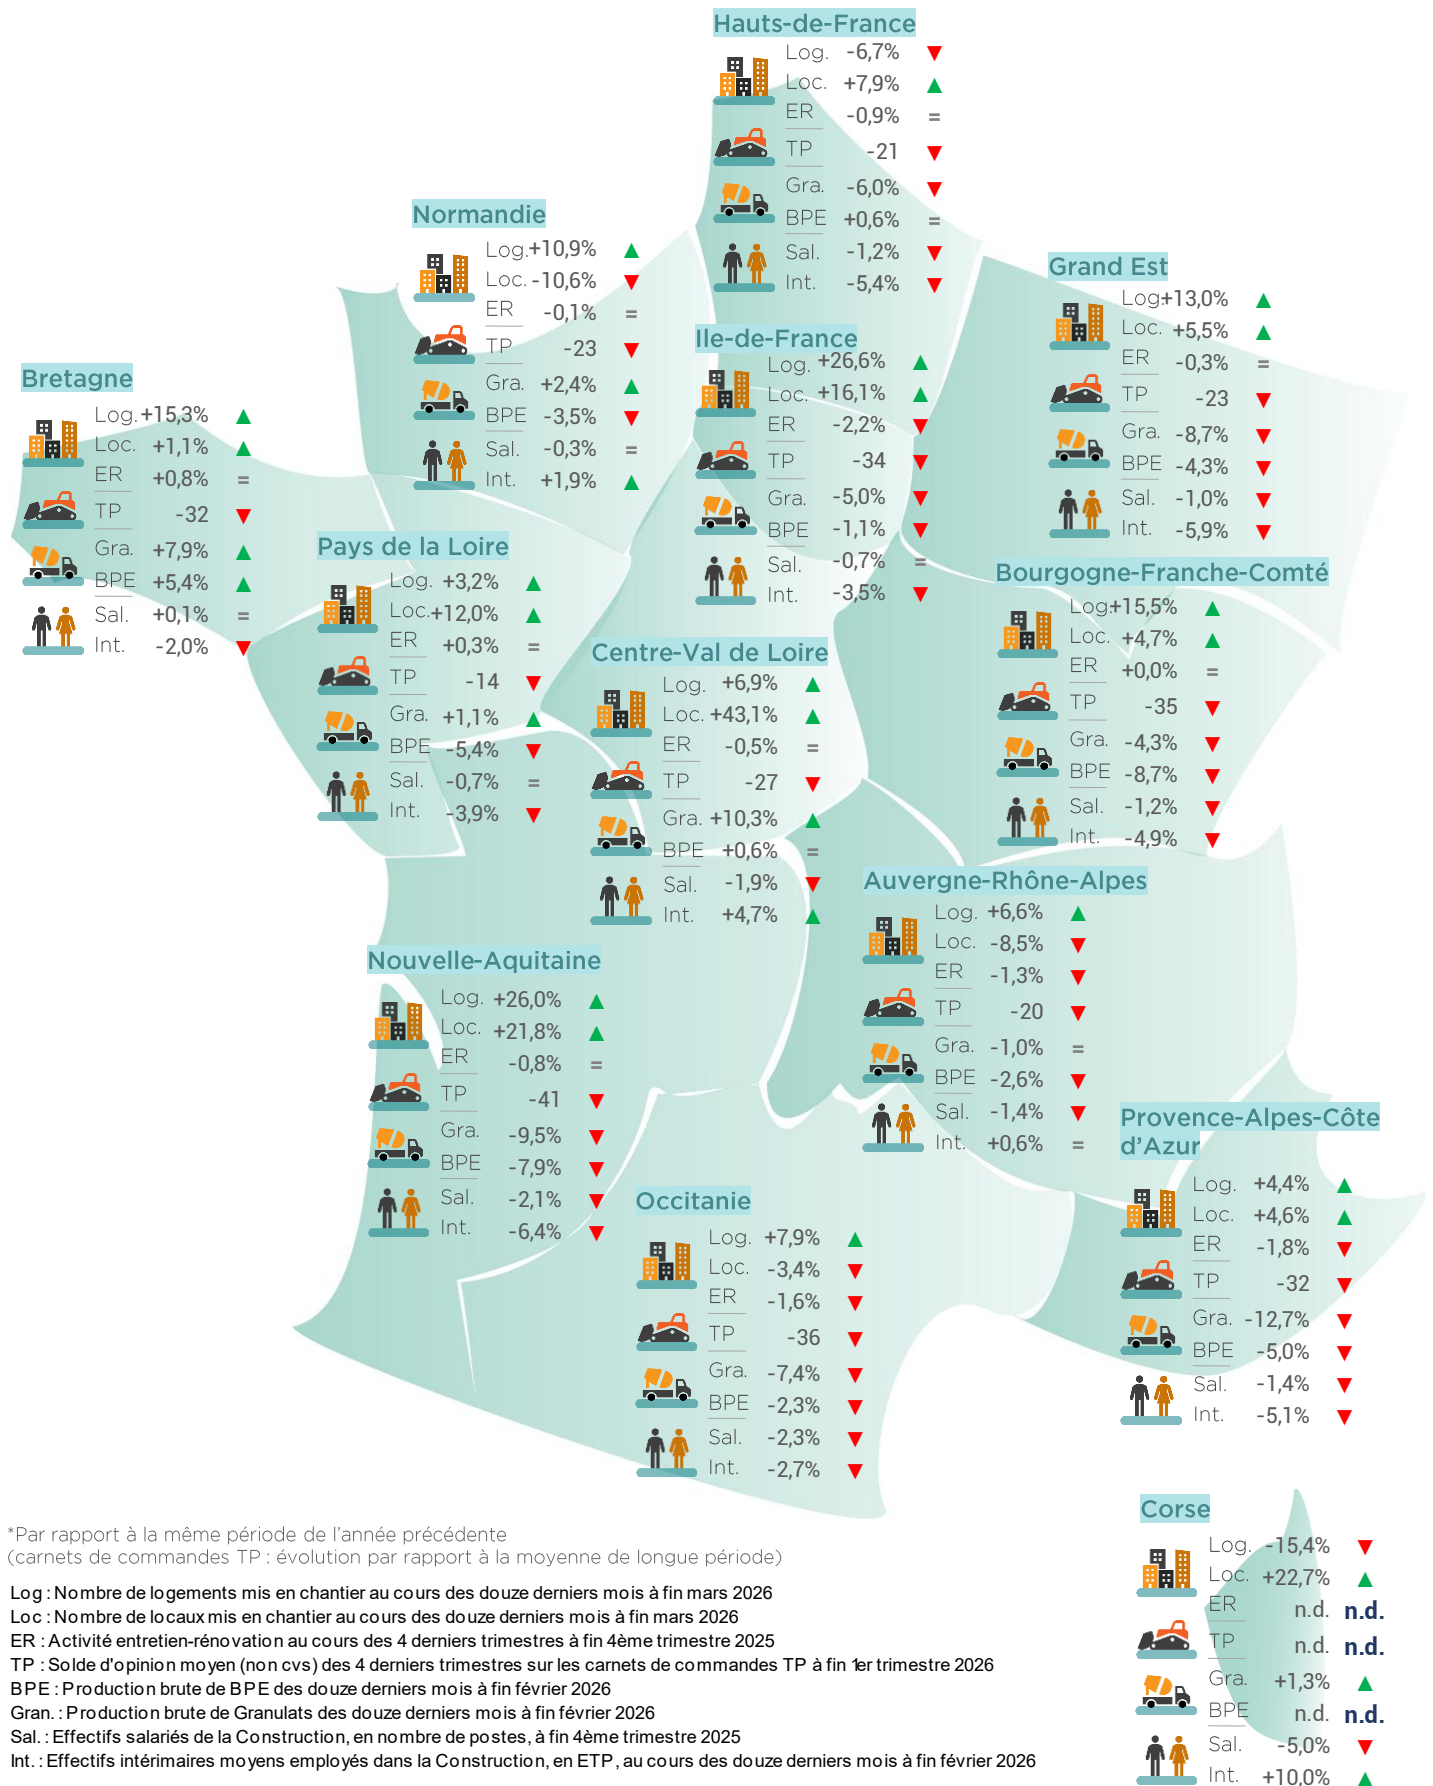 Hauts-de-France
Log. -6,7% ▼
Loc. +7,9% ▲
ER -0,9% =
TP -21 ▼
Gra. -6,0% ▼
BPE +0,6% =
Sal. -1,2% ▼
Int. -5,4% ▼
Normandie
Log. +10,9% ▲
Loc. -10,6% ▼
ER -0,1% =
TP -23 ▼
Gra. +2,4% ▲
BPE -3,5% ▼
Sal. -0,3% =
Int. +1,9% ▲
Grand Est
Log. +13,0% ▲
Loc. +5,5% ▲
ER -0,3% =
TP -23 ▼
Gra. -8,7% ▼
BPE -4,3% ▼
Sal. -1,0% ▼
Int. -5,9% ▼
Ile-de-France
Log. +26,6% ▲
Loc. +16,1% ▲
ER -2,2% ▼
TP -34 ▼
Gra. -5,0% ▼
BPE -1,1% ▼
Sal. -0,7% =
Int. -3,5% ▼
Bretagne
Log. +15,3% ▲
Loc. +1,1% ▲
ER +0,8% =
TP -32 ▼
Gra. +7,9% ▲
BPE +5,4% ▲
Sal. +0,1% =
Int. -2,0% ▼
Pays de la Loire
Log. +3,2% ▲
Loc. +12,0% ▲
ER +0,3% =
TP -14 ▼
Gra. +1,1% ▲
BPE -5,4% ▼
Sal. -0,7% =
Int. -3,9% ▼
Bourgogne-Franche-Comté
Log. +15,5% ▲
Loc. +4,7% ▲
ER +0,0% =
TP -35 ▼
Gra. -4,3% ▼
BPE -8,7% ▼
Sal. -1,2% ▼
Int. -4,9% ▼
Centre-Val de Loire
Log. +6,9% ▲
Loc. +43,1% ▲
ER -0,5% =
TP -27 ▼
Gra. +10,3% ▲
BPE +0,6% =
Sal. -1,9% ▼
Int. +4,7% ▲
Auvergne-Rhône-Alpes
Log. +6,6% ▲
Loc. -8,5% ▼
ER -1,3% ▼
TP -20 ▼
Gra. -1,0% =
BPE -2,6% ▼
Sal. -1,4% ▼
Int. +0,6% =
Nouvelle-Aquitaine
Log. +26,0% ▲
Loc. +21,8% ▲
ER -0,8% =
TP -41 ▼
Gra. -9,5% ▼
BPE -7,9% ▼
Sal. -2,1% ▼
Int. -6,4% ▼
Provence-Alpes-Côte
d'Azur
Log. +4,4% ▲
Loc. +4,6% ▲
ER -1,8% ▼
TP -32 ▼
Gra. -12,7% ▼
BPE -5,0% ▼
Sal. -1,4% ▼
Int. -5,1% ▼
Occitanie
Log. +7,9% ▲
Loc. -3,4% ▼
ER -1,6% ▼
TP -36 ▼
Gra. -7,4% ▼
BPE -2,3% ▼
Sal. -2,3% ▼
Int. -2,7% ▼
Corse
Log. -15,4% ▼
Loc. +22,7% ▲
ER n.d. n.d.
TP n.d. n.d.
Gra. +1,3% ▲
BPE n.d. n.d.
Sal. -5,0% ▼
Int. +10,0% ▲
*Par rapport à la même période de l'année précédente
(carnets de commandes TP : évolution par rapport à la moyenne de longue période)
Log : Nombre de logements mis en chantier au cours des douze derniers mois à fin mars 2026
Loc : Nombre de locaux mis en chantier au cours des douze derniers mois à fin mars 2026
ER : Activité entretien-rénovation au cours des 4 derniers trimestres à fin 4ème trimestre 2025
TP : Solde d'opinion moyen (non cvs) des 4 derniers trimestres sur les carnets de commandes TP à fin 1er trimestre 2026
BPE : Production brute de BPE des douze derniers mois à fin février 2026
Gran. : Production brute de Granulats des douze derniers mois à fin février 2026
Sal. : Effectifs salariés de la Construction, en nombre de postes, à fin 4ème trimestre 2025
Int. : Effectifs intérimaires moyens employés dans la Construction, en ETP, au cours des douze derniers mois à fin février 2026